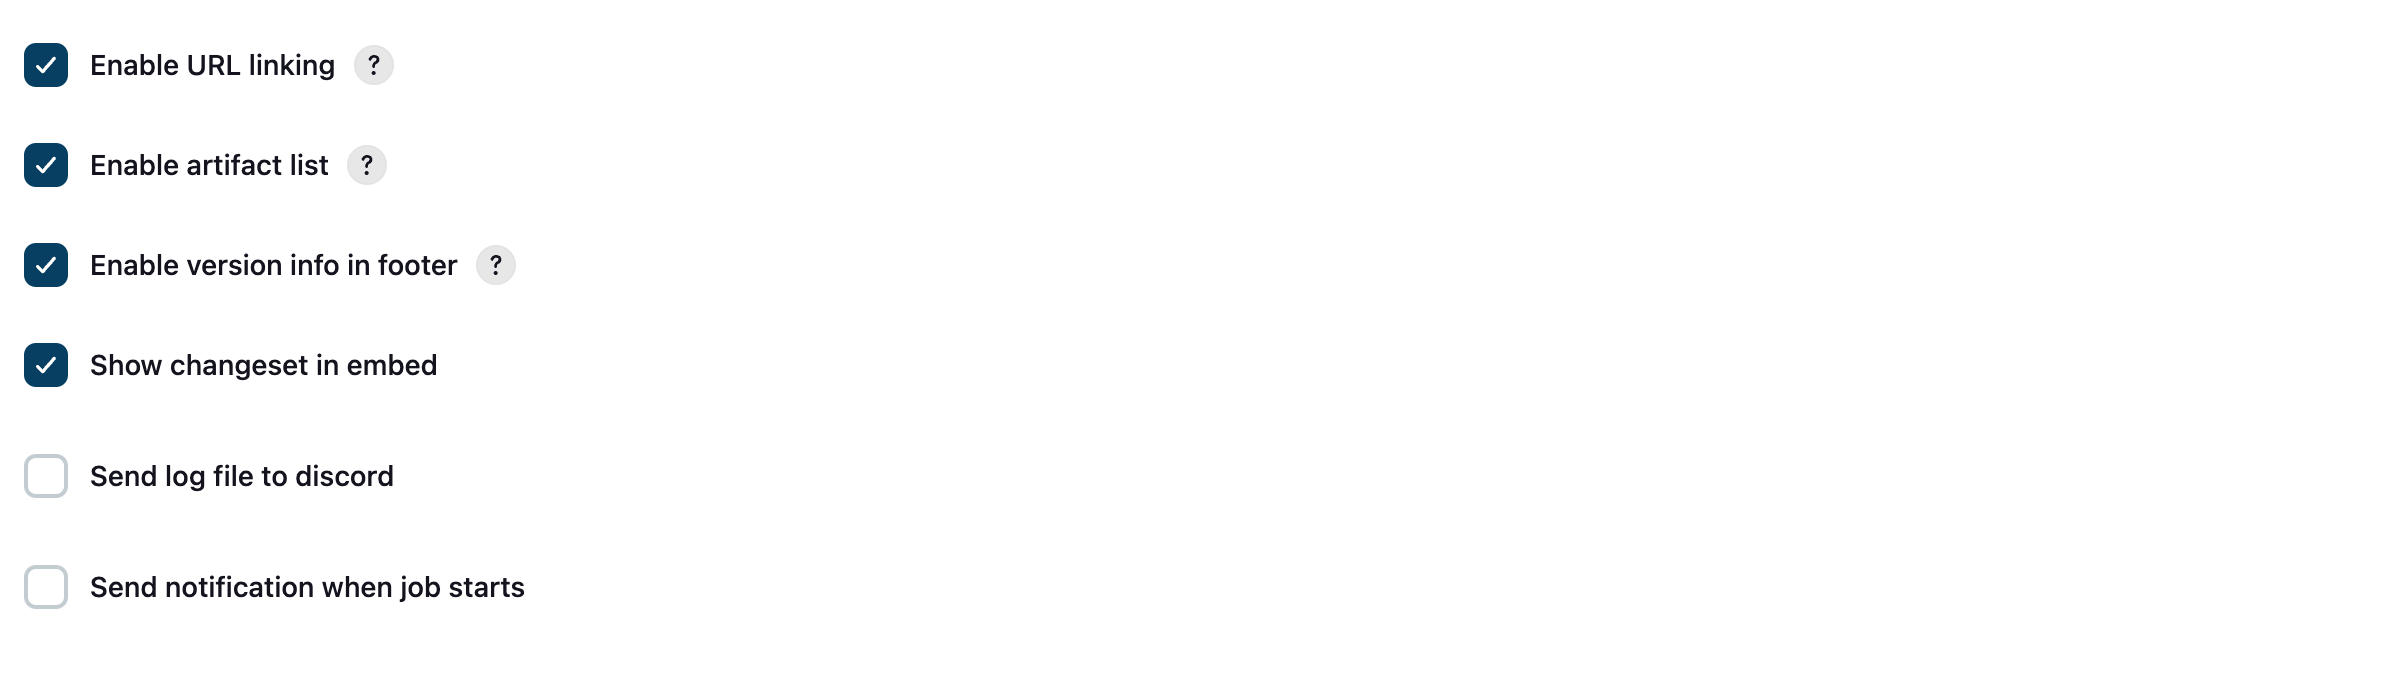 Enable URL linking ?
Enable artifact list ?
Enable version info in footer ?
Show changeset in embed
Send log file to discord
Send notification when job starts